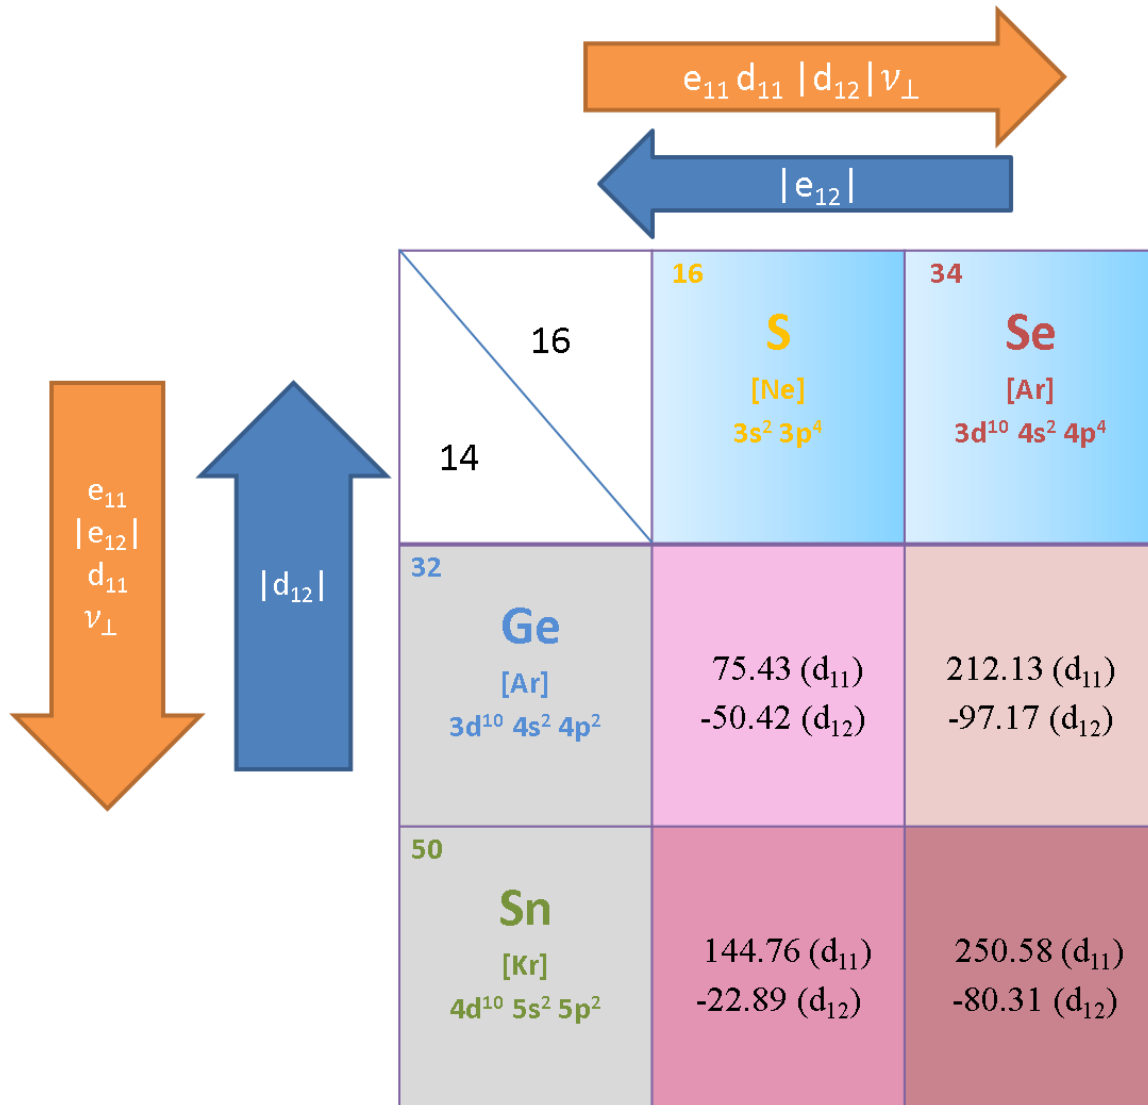 e₁₁ d₁₁ |d₁₂| ν⊥
|e₁₂|
16
14
16
S
[Ne]
3s² 3p⁴
34
Se
[Ar]
3d¹⁰ 4s² 4p⁴
e₁₁
|e₁₂|
d₁₁
ν⊥
|d₁₂|
32
Ge
[Ar]
3d¹⁰ 4s² 4p²
75.43 (d₁₁)
-50.42 (d₁₂)
212.13 (d₁₁)
-97.17 (d₁₂)
50
Sn
[Kr]
4d¹⁰ 5s² 5p²
144.76 (d₁₁)
-22.89 (d₁₂)
250.58 (d₁₁)
-80.31 (d₁₂)